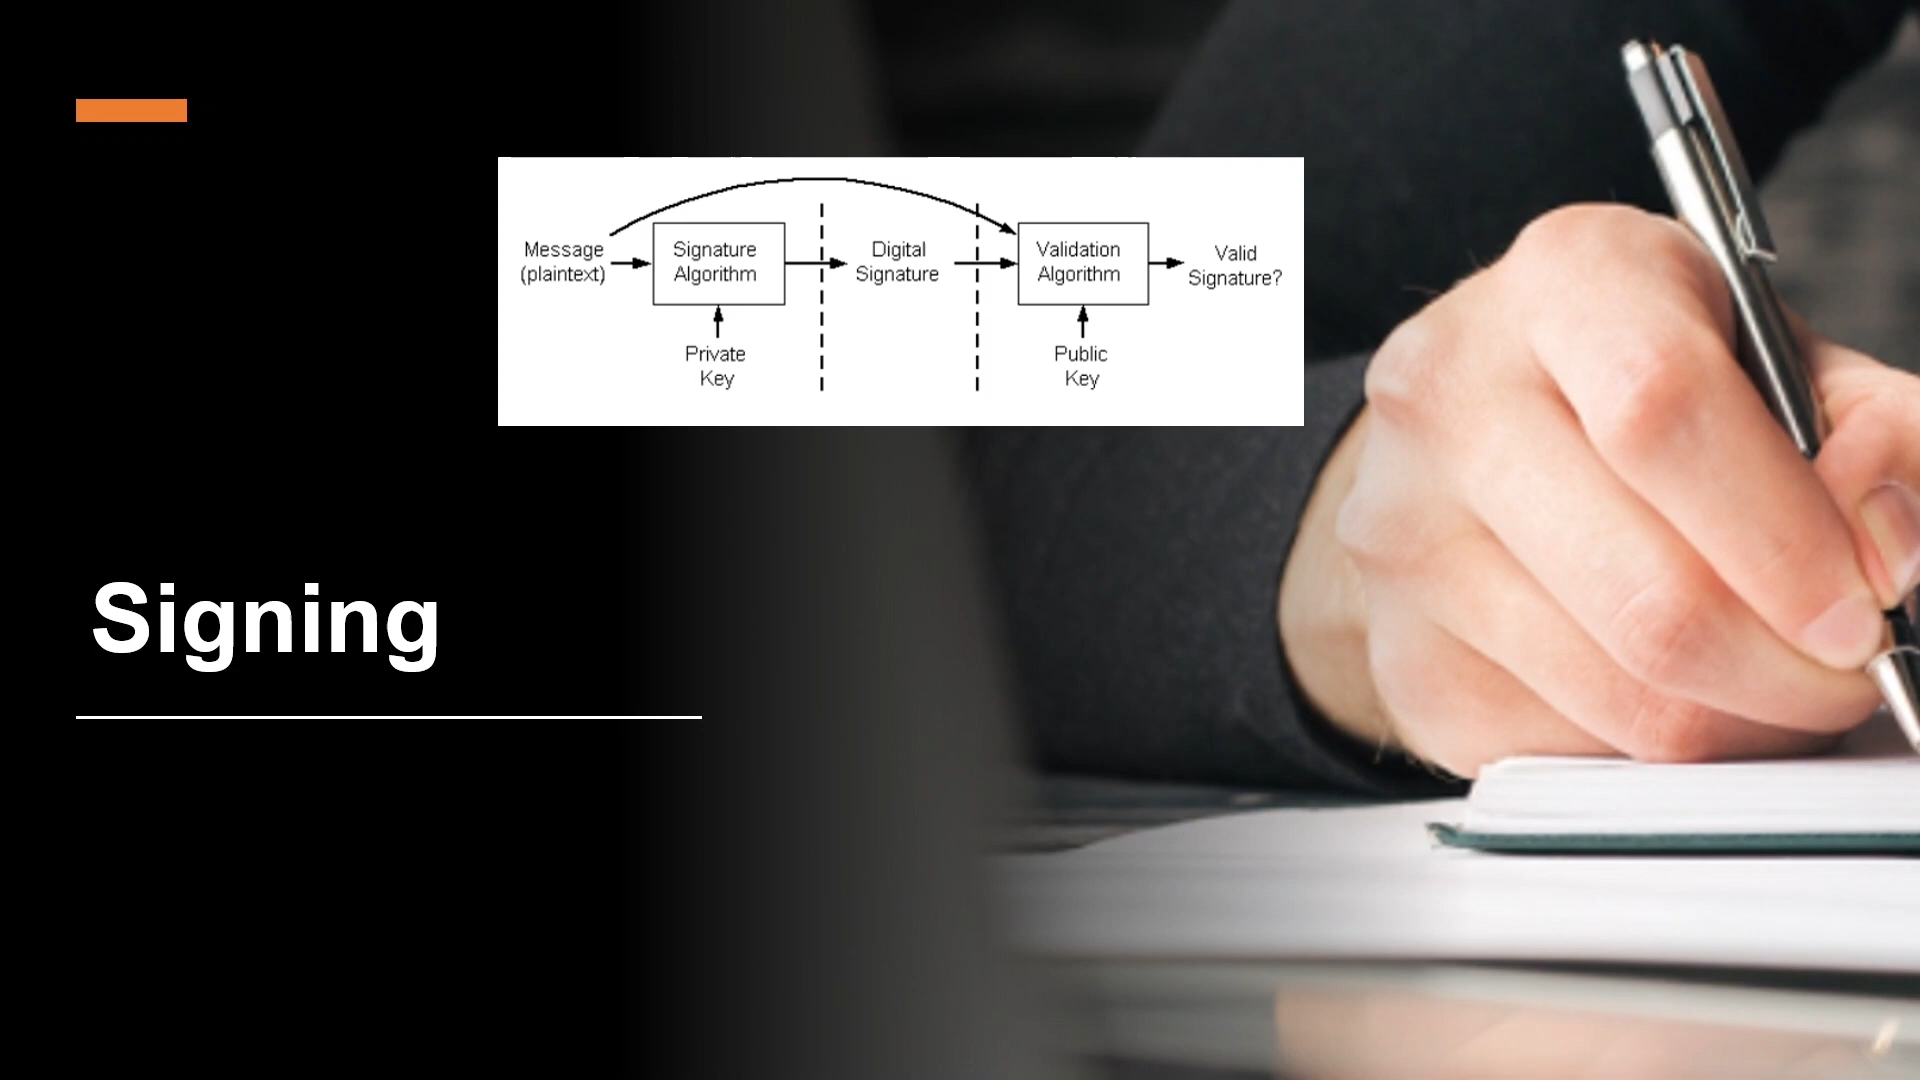 Message
(plaintext)
Signature
Algorithm
Private
Key
Digital
Signature
Validation
Algorithm
Public
Key
Valid
Signature?
Signing